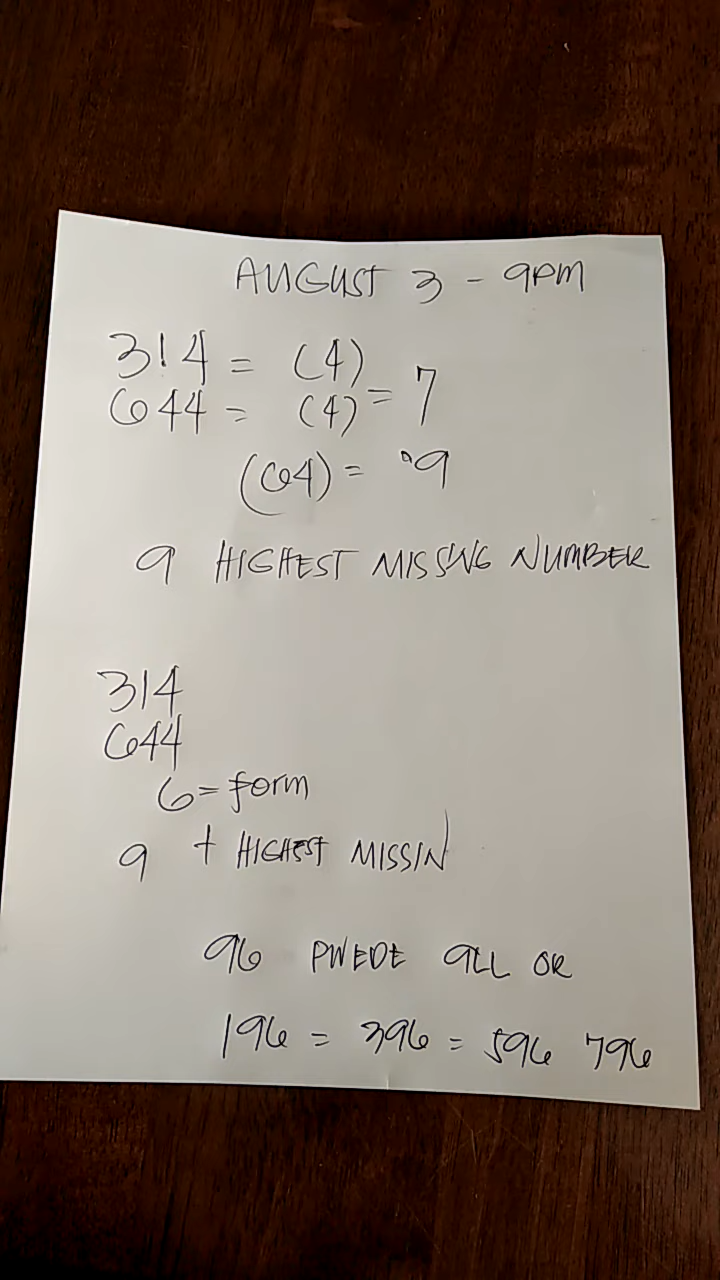 AUGUST 3 - 9PM
314 = (4)
644 = (4) = 7
(64) = 9
9 HIGHEST MISSING NUMBER
314
644
6 = form
9 + HIGHEST MISSIN
96 PWEDE ALL OR
196 = 396 = 596 796